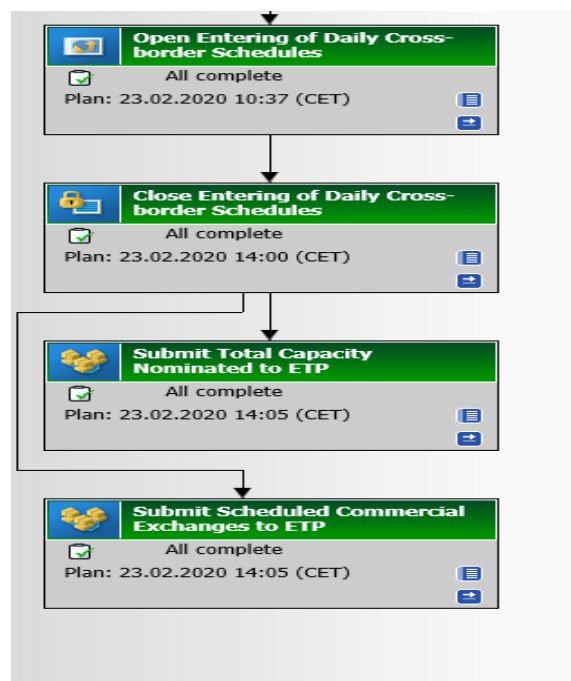 Open Entering of Daily Cross-
border Schedules
All complete
Plan: 23.02.2020 10:37 (CET)
Close Entering of Daily Cross-
border Schedules
All complete
Plan: 23.02.2020 14:00 (CET)
Submit Total Capacity
Nominated to ETP
All complete
Plan: 23.02.2020 14:05 (CET)
Submit Scheduled Commercial
Exchanges to ETP
All complete
Plan: 23.02.2020 14:05 (CET)